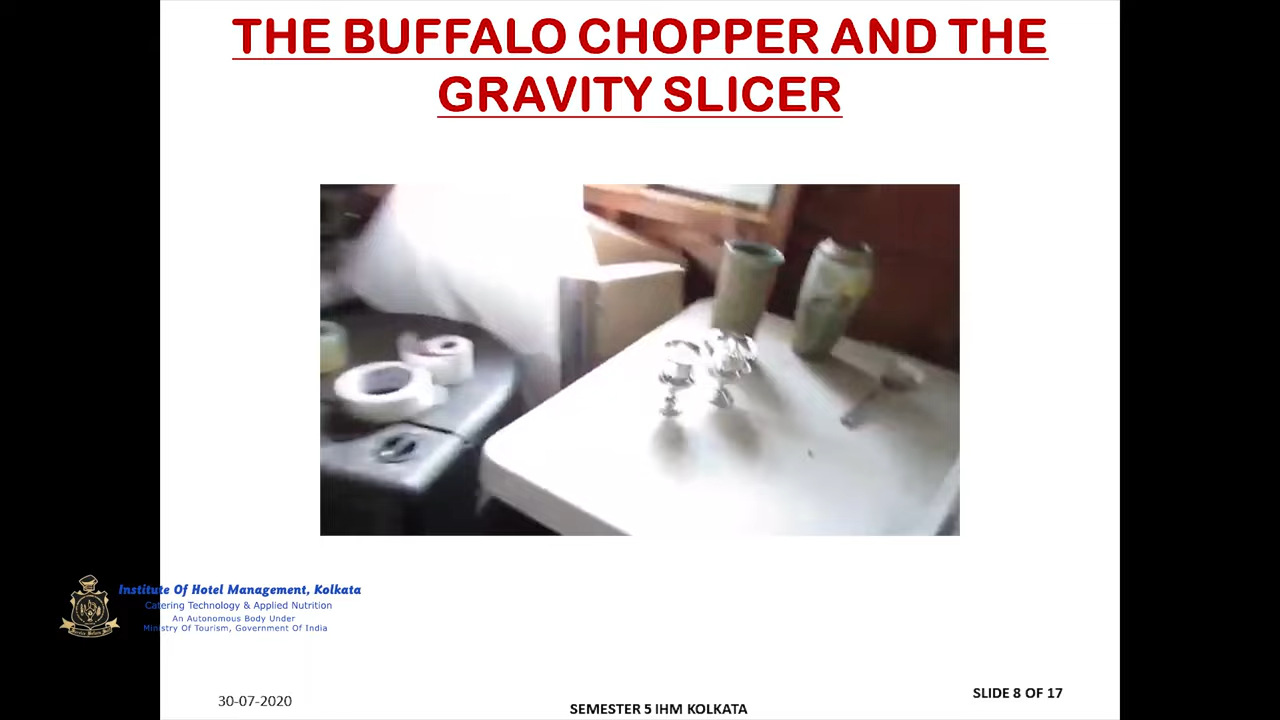 THE BUFFALO CHOPPER AND THE
GRAVITY SLICER
Institute Of Hotel Management, Kolkata
Catering Technology & Applied Nutrition
An Autonomous Body Under
Ministry Of Tourism, Government Of India
30-07-2020
SEMESTER 5 IHM KOLKATA
SLIDE 8 OF 17